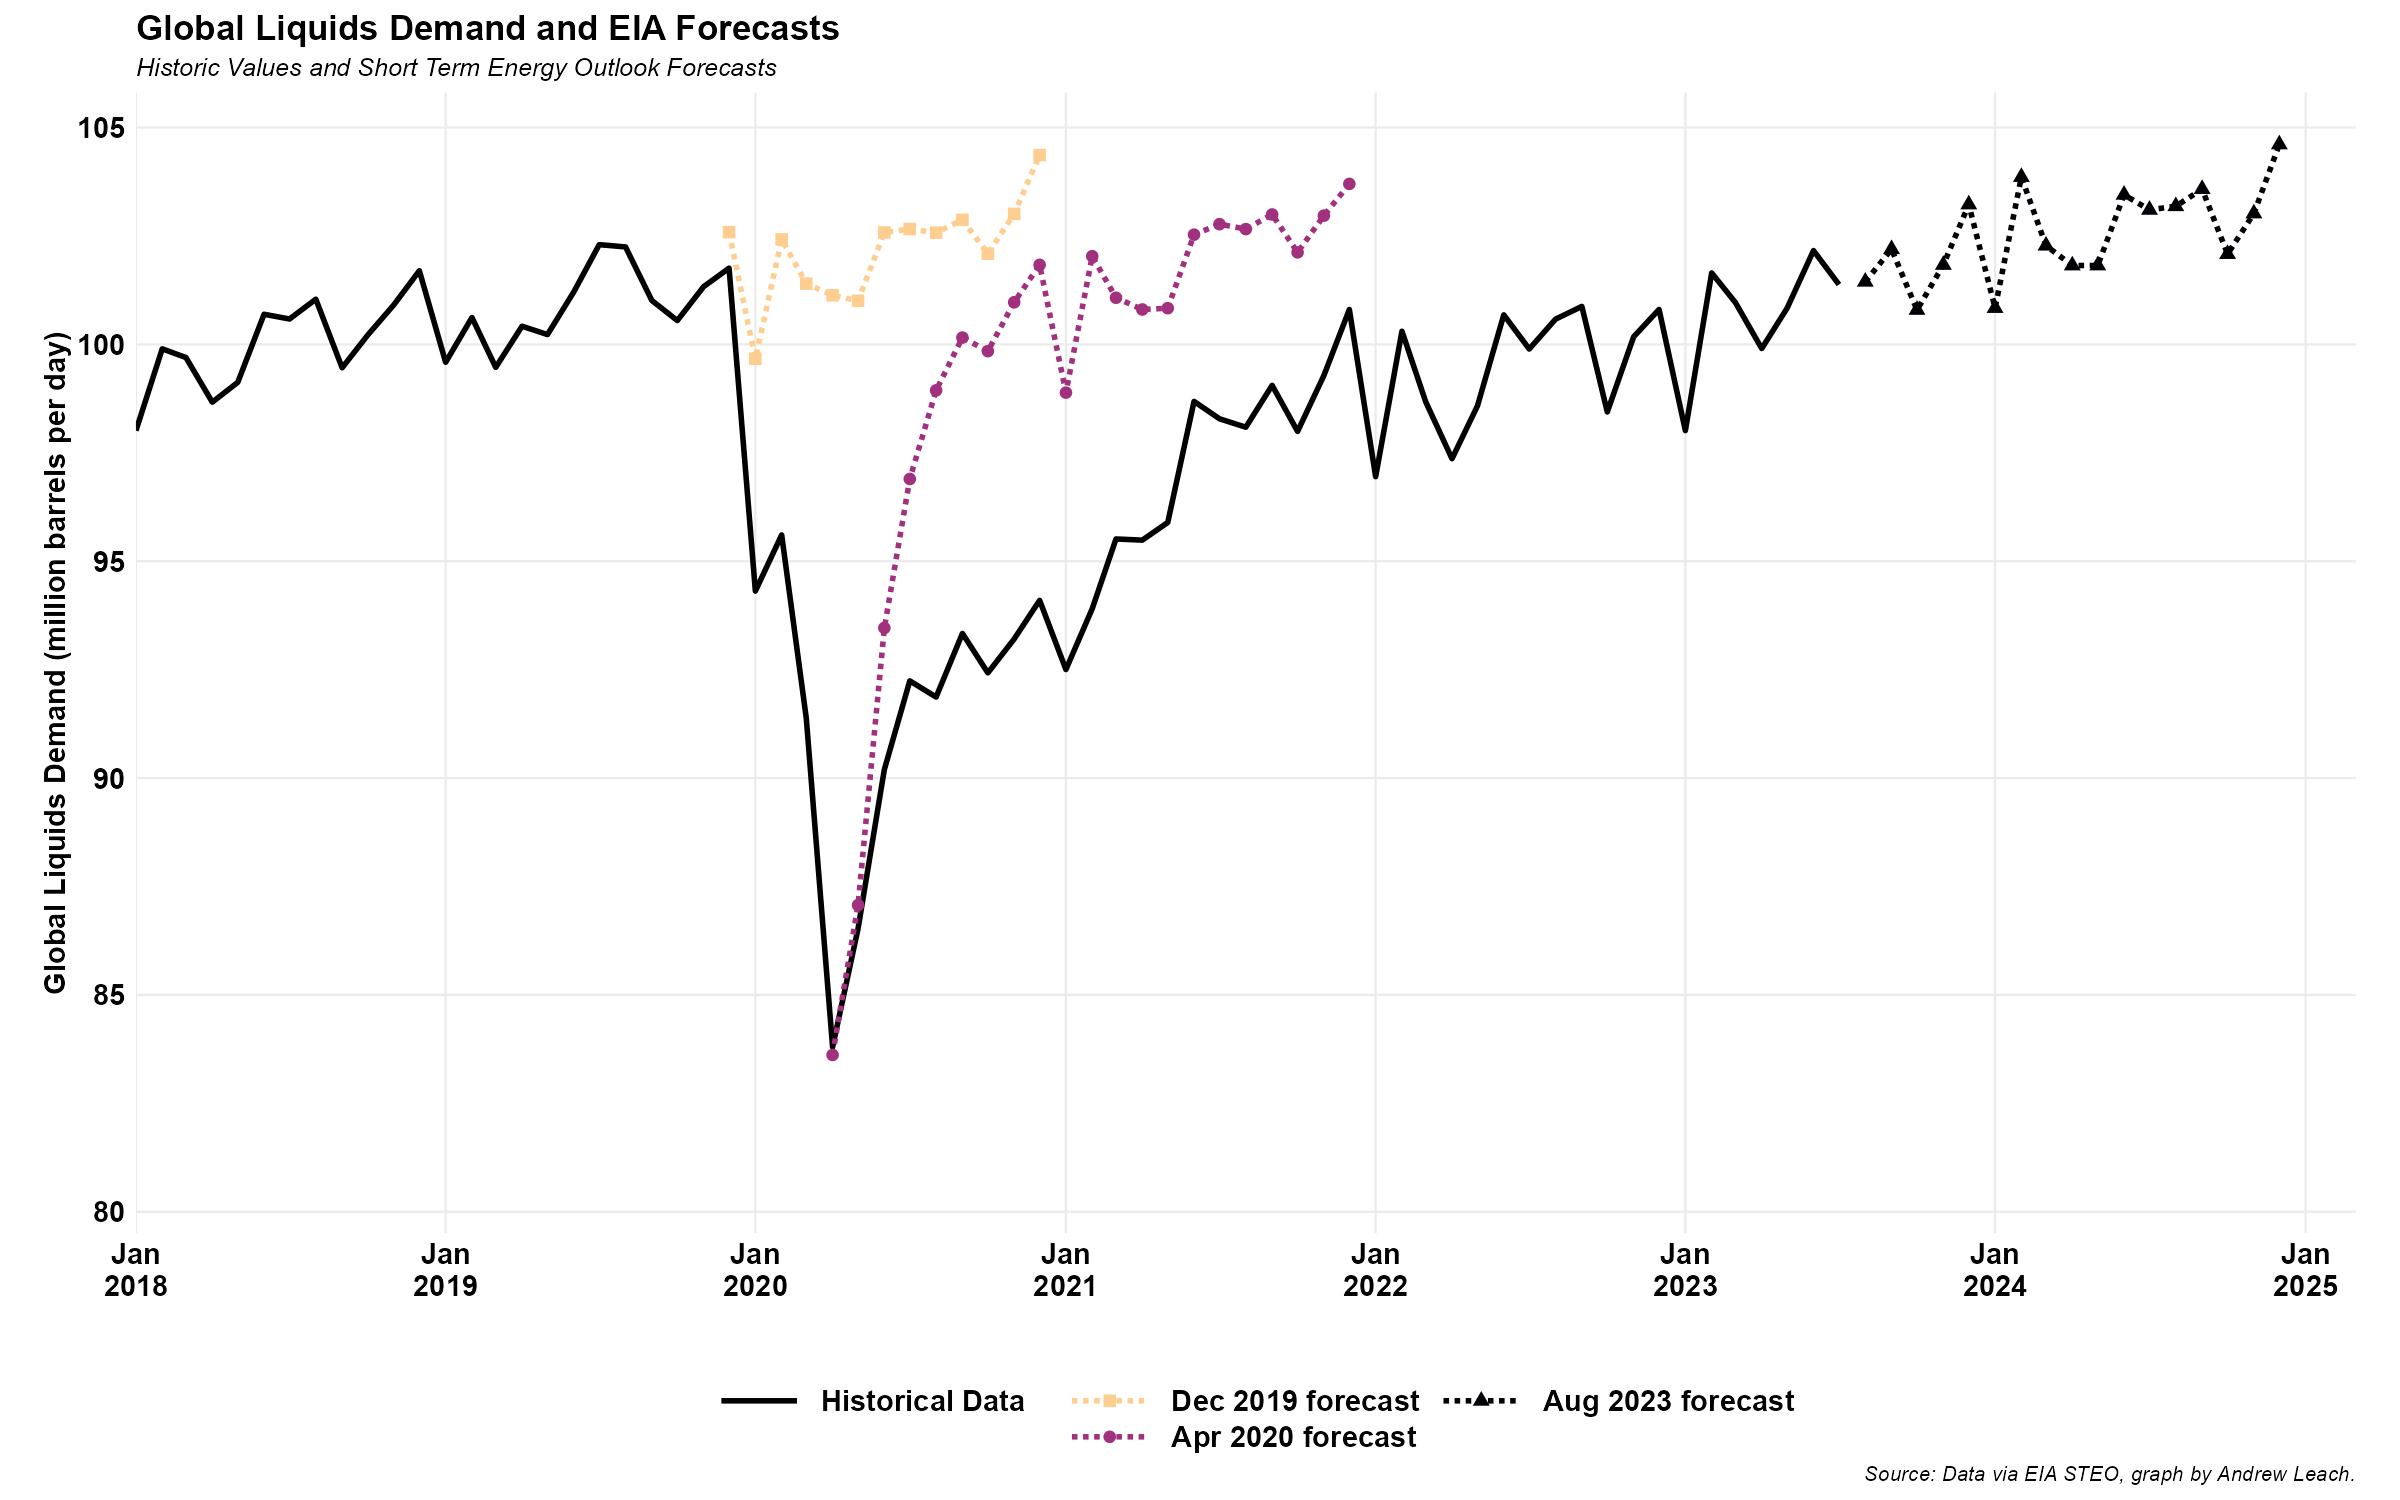 Global Liquids Demand and EIA Forecasts
Historic Values and Short Term Energy Outlook Forecasts
Global Liquids Demand (million barrels per day)
105
100
95
90
85
80
Jan 2018
Jan 2019
Jan 2020
Jan 2021
Jan 2022
Jan 2023
Jan 2024
Jan 2025
Historical Data
Dec 2019 forecast
Aug 2023 forecast
Apr 2020 forecast
Source: Data via EIA STEO, graph by Andrew Leach.